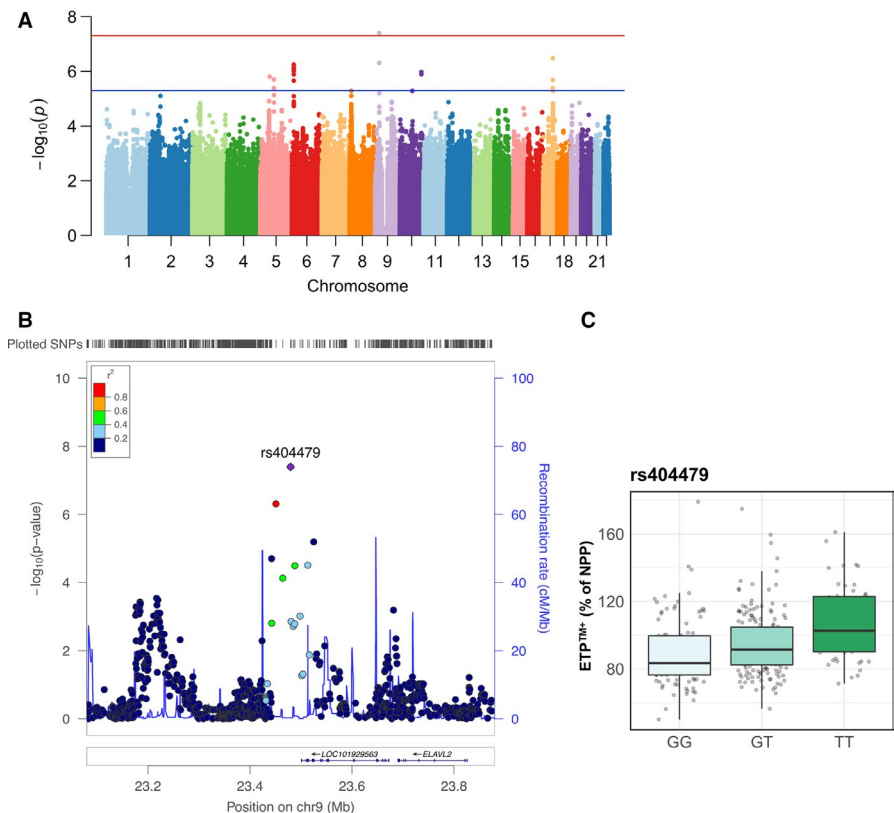 A
8
6
4
2
0
−log10(p)
1 2 3 4 5 6 7 8 9 11 13 15 18 21
Chromosome
B
Plotted SNPs
r2
0.8
0.6
0.4
0.2
rs404479
10
8
6
4
2
0
−log10(p−value)
100
80
60
40
20
0
Recombination rate (cM/Mb)
LOC101929563
ELAVL2
23.2 23.4 23.6 23.8
Position on chr9 (Mb)
C
rs404479
160
120
80
ETPTM+ (% of NPP)
GG GT TT